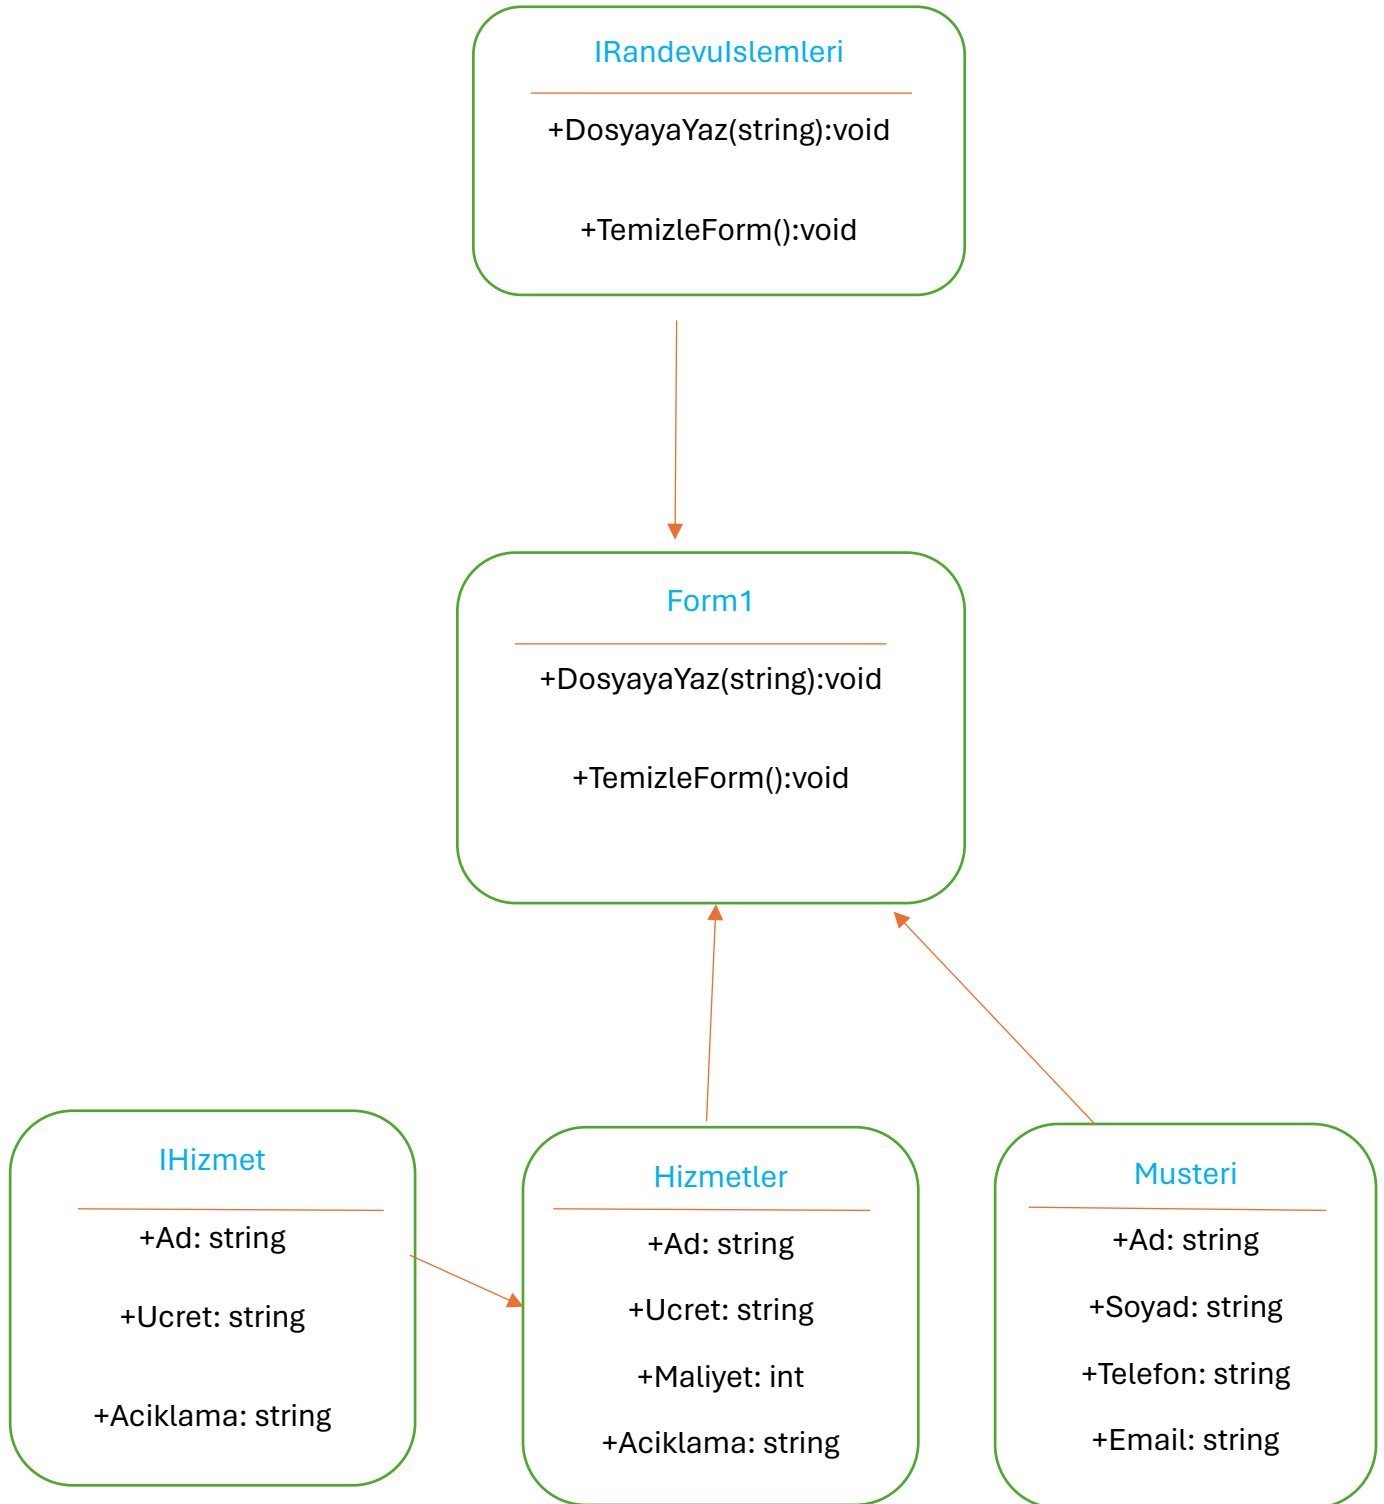 IRandevuIslemleri
+DosyayaYaz(string):void
+TemizleForm():void
Form1
+DosyayaYaz(string):void
+TemizleForm():void
IHizmet
+Ad: string
+Ucret: string
+Aciklama: string
Hizmetler
+Ad: string
+Ucret: string
+Maliyet: int
+Aciklama: string
Musteri
+Ad: string
+Soyad: string
+Telefon: string
+Email: string